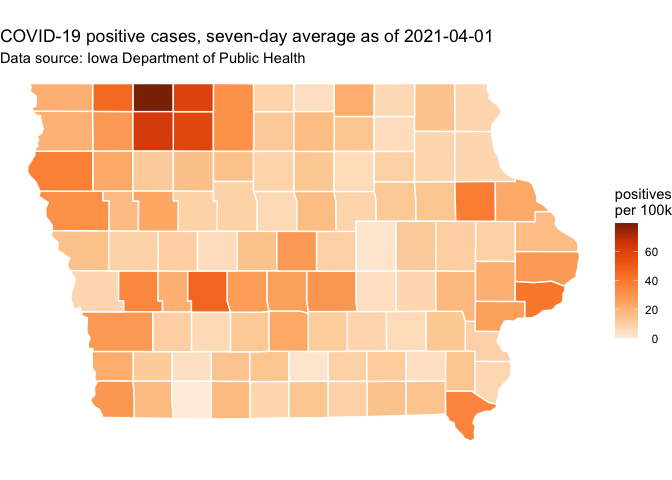 COVID-19 positive cases, seven-day average as of 2021-04-01
Data source: Iowa Department of Public Health
positives
per 100k
60
40
20
0